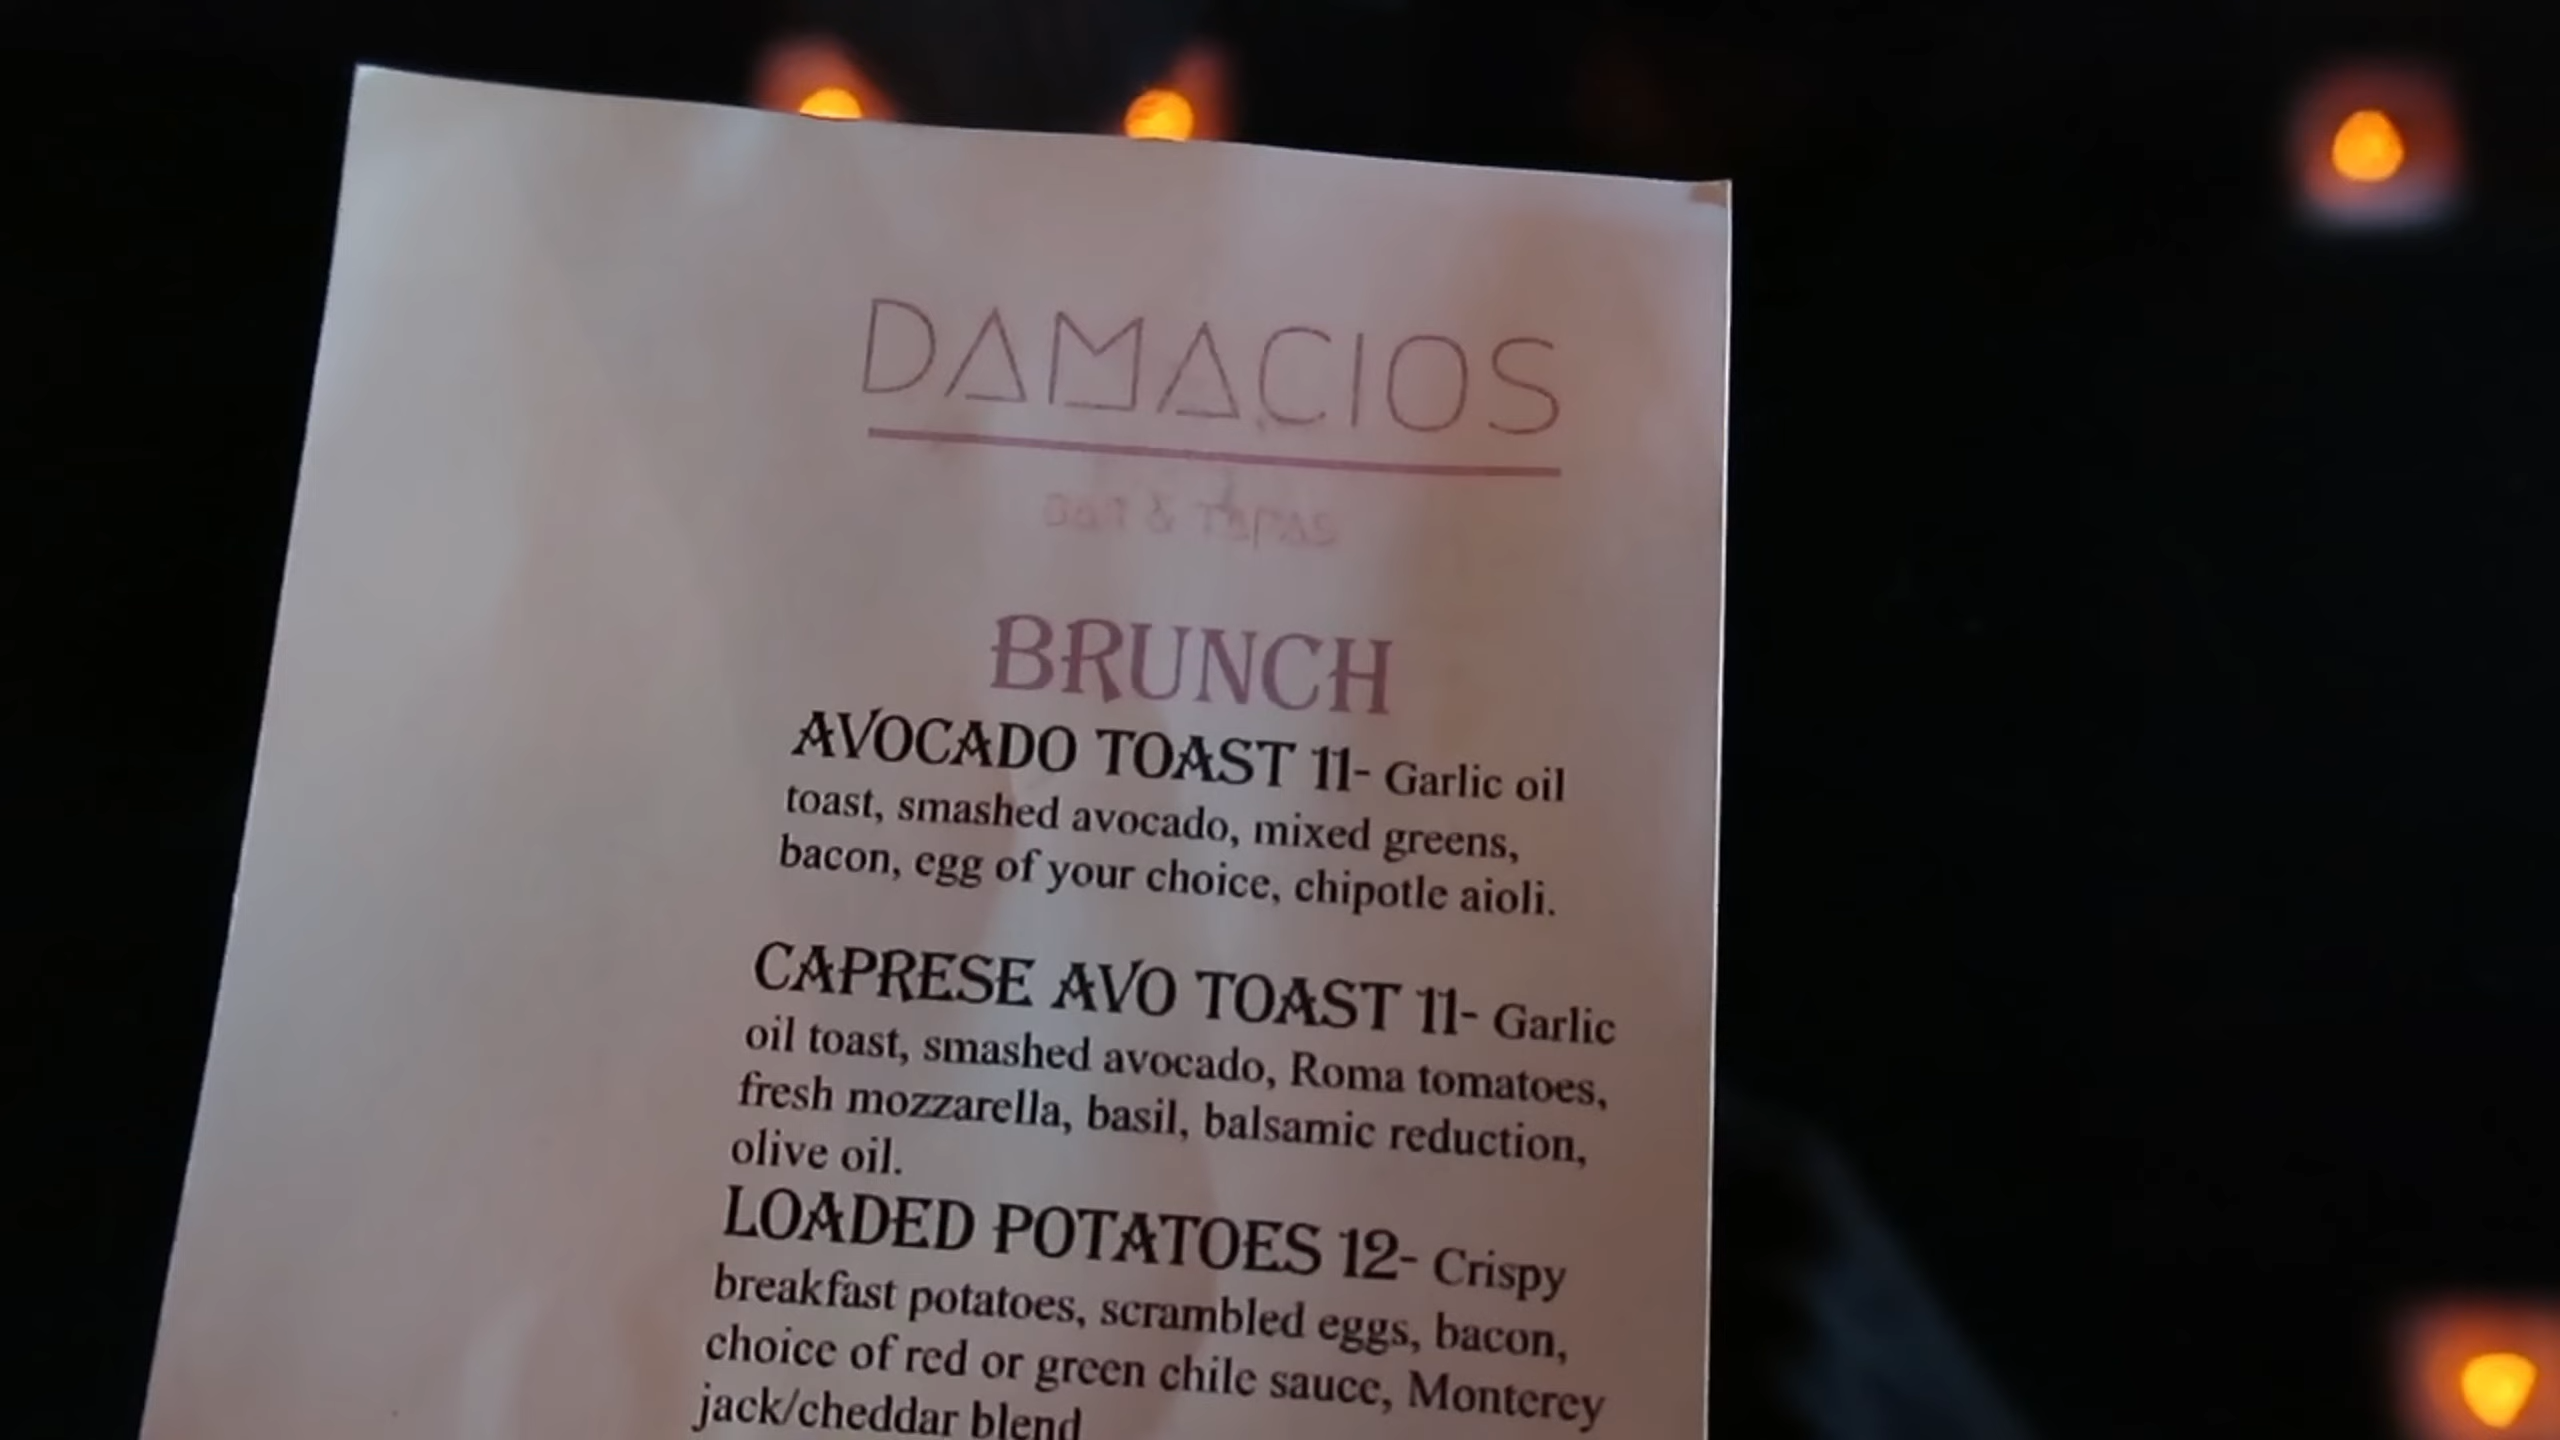 DAMACIOS
Bar & Tapas
BRUNCH
AVOCADO TOAST 11- Garlic oil
toast, smashed avocado, mixed greens,
bacon, egg of your choice, chipotle aioli.
CAPRESE AVO TOAST 11- Garlic
oil toast, smashed avocado, Roma tomatoes,
fresh mozzarella, basil, balsamic reduction,
olive oil.
LOADED POTATOES 12- Crispy
breakfast potatoes, scrambled eggs, bacon,
choice of red or green chile sauce, Monterey
jack/cheddar blend